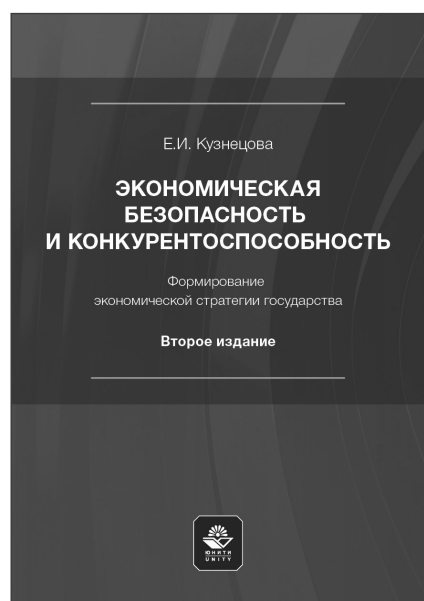 Е.И. Кузнецова
ЭКОНОМИЧЕСКАЯ
БЕЗОПАСНОСТЬ
И КОНКУРЕНТОСПОСОБНОСТЬ
Формирование
экономической стратегии государства
Второе издание
ЮНИТИ
UNITY